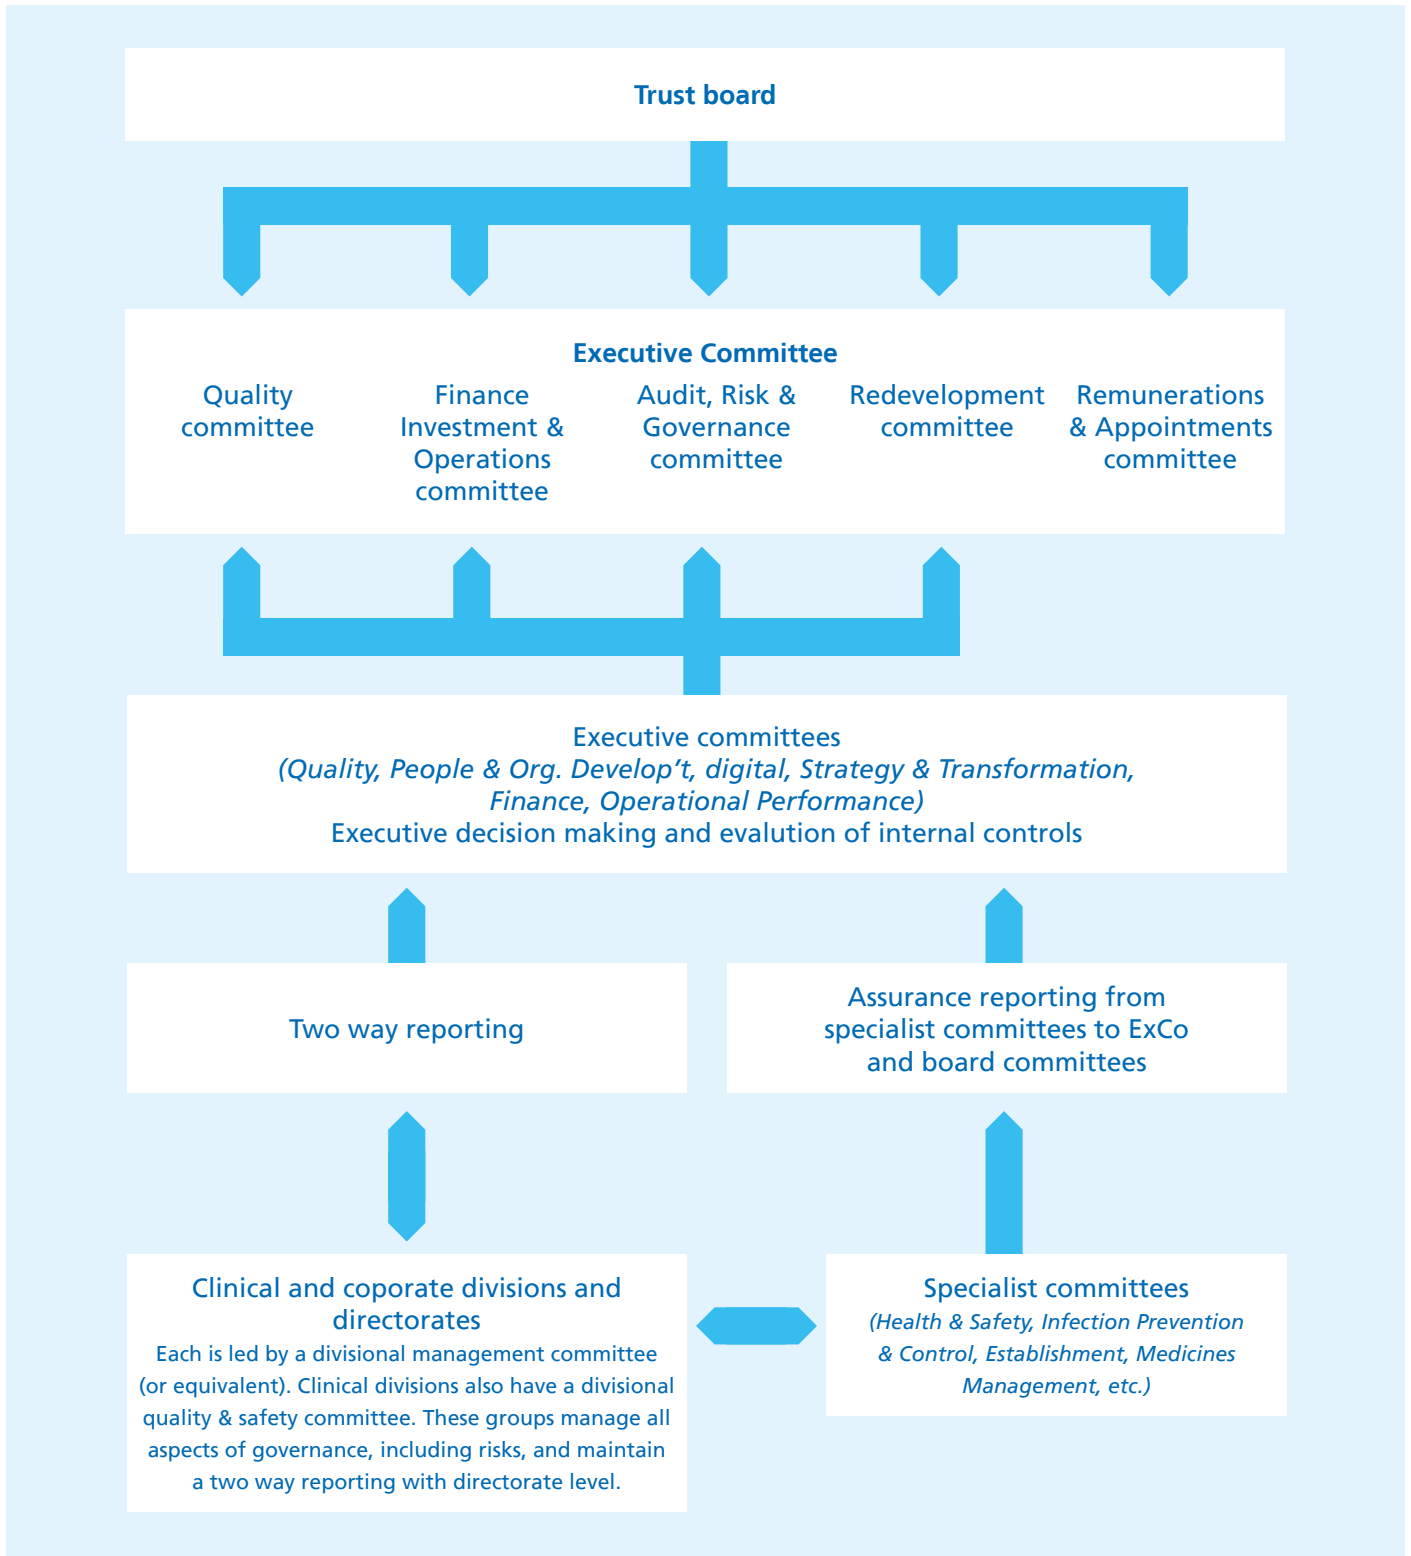 Trust board
Executive Committee
Quality
committee
Finance
Investment &
Operations
committee
Audit, Risk &
Governance
committee
Redevelopment
committee
Remunerations
& Appointments
committee
Executive committees
(Quality, People & Org. Develop’t, digital, Strategy & Transformation,
Finance, Operational Performance)
Executive decision making and evalution of internal controls
Two way reporting
Assurance reporting from
specialist committees to ExCo
and board committees
Clinical and coporate divisions and
directorates
Each is led by a divisional management committee
(or equivalent). Clinical divisions also have a divisional
quality & safety committee. These groups manage all
aspects of governance, including risks, and maintain
a two way reporting with directorate level.
Specialist committees
(Health & Safety, Infection Prevention
& Control, Establishment, Medicines
Management, etc.)